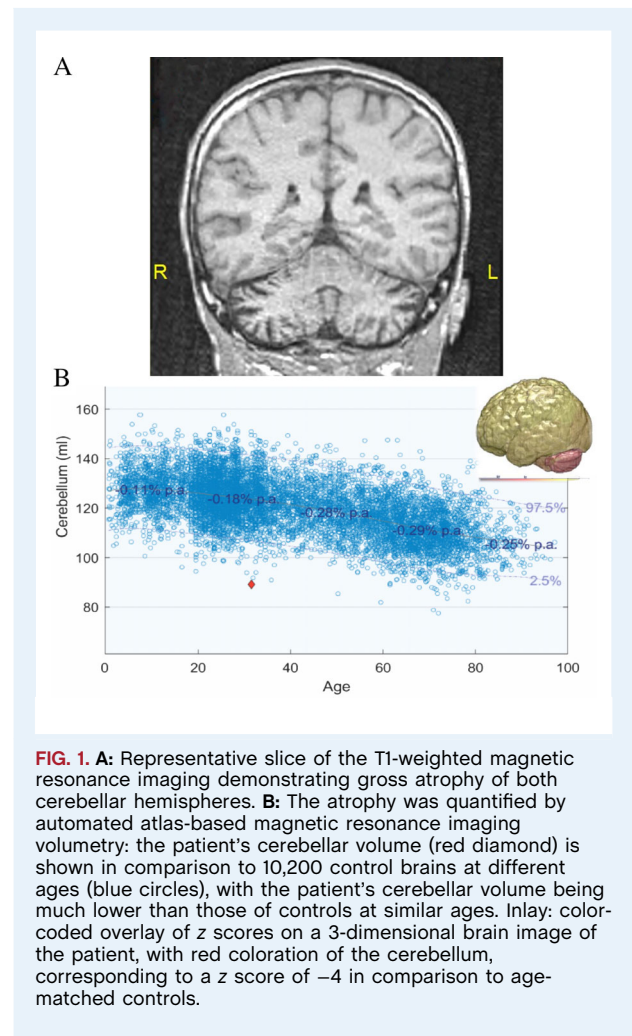 A
R
L
B
160
140
120
100
80
Cerebellum (ml)
-0.11% p.a.
-0.18% p.a.
-0.28% p.a.
-0.29% p.a.
-0.25% p.a.
97.5%
2.5%
0
20
40
60
80
100
Age
FIG. 1. A: Representative slice of the T1-weighted magnetic
resonance imaging demonstrating gross atrophy of both
cerebellar hemispheres. B: The atrophy was quantified by
automated atlas-based magnetic resonance imaging
volumetry: the patient's cerebellar volume (red diamond) is
shown in comparison to 10,200 control brains at different
ages (blue circles), with the patient's cerebellar volume being
much lower than those of controls at similar ages. Inlay: color-
coded overlay of z scores on a 3-dimensional brain image of
the patient, with red coloration of the cerebellum,
corresponding to a z score of −4 in comparison to age-
matched controls.